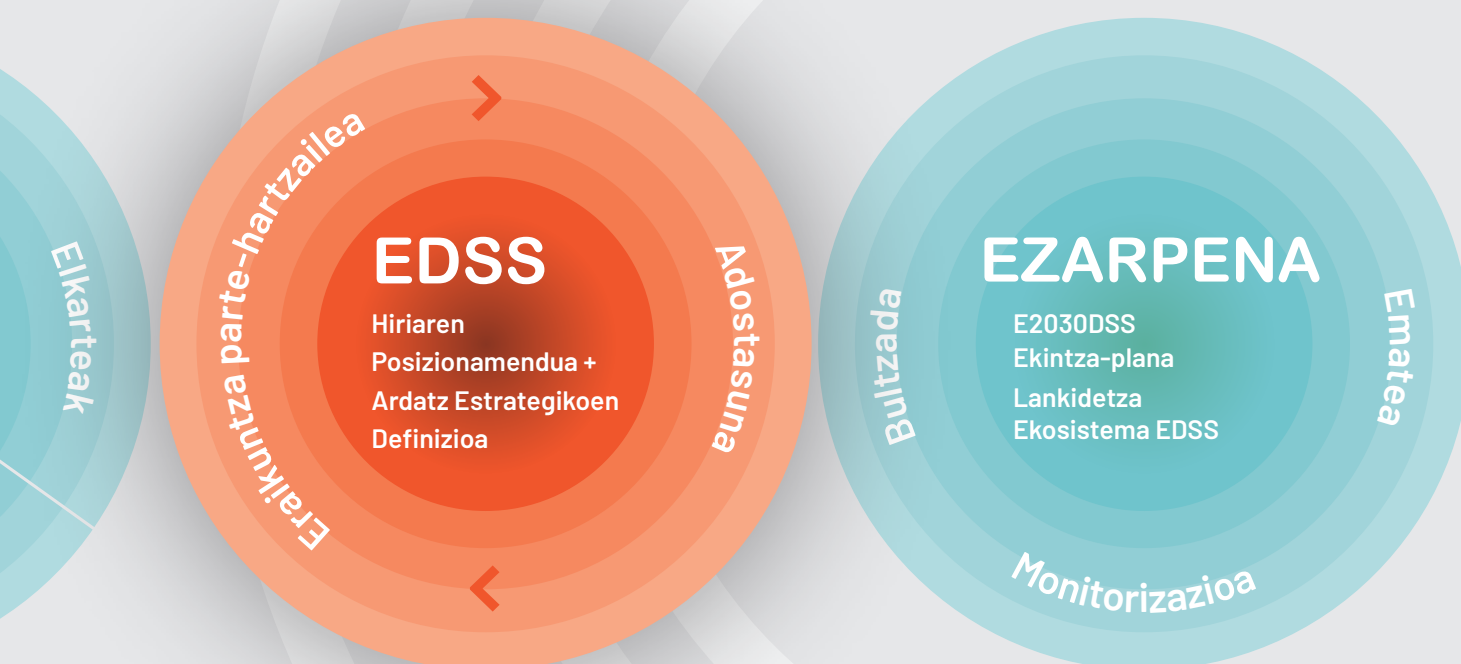 Elkarteak
Eraikuntza parte-hartzailea
EDSS
Hiriaren
Posizionamendua +
Ardatz Estrategikoen
Definizioa
Adostasuna
Bultzada
EZARPENA
E2030DSS
Ekintza-plana
Lankidetza
Ekosistema EDSS
Ematea
Monitorizazioa